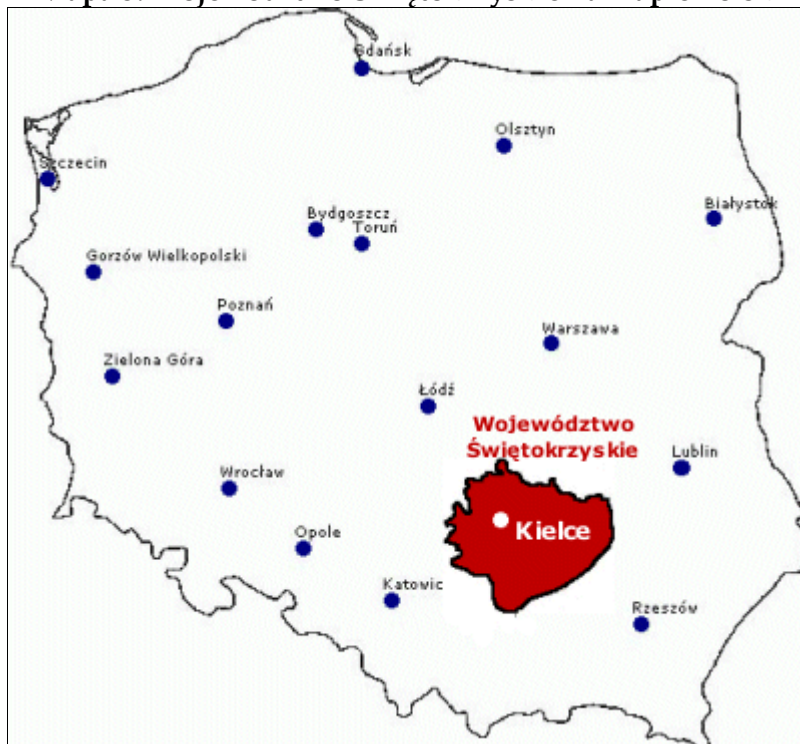 Gdańsk
Olsztyn
Szczecin
Białystok
Bydgoszcz
Toruń
Gorzów Wielkopolski
Poznań
Warszawa
Zielona Góra
Łódź
Województwo
Świętokrzyskie
Lublin
Wrocław
Kielce
Opole
Katowic
Rzeszów